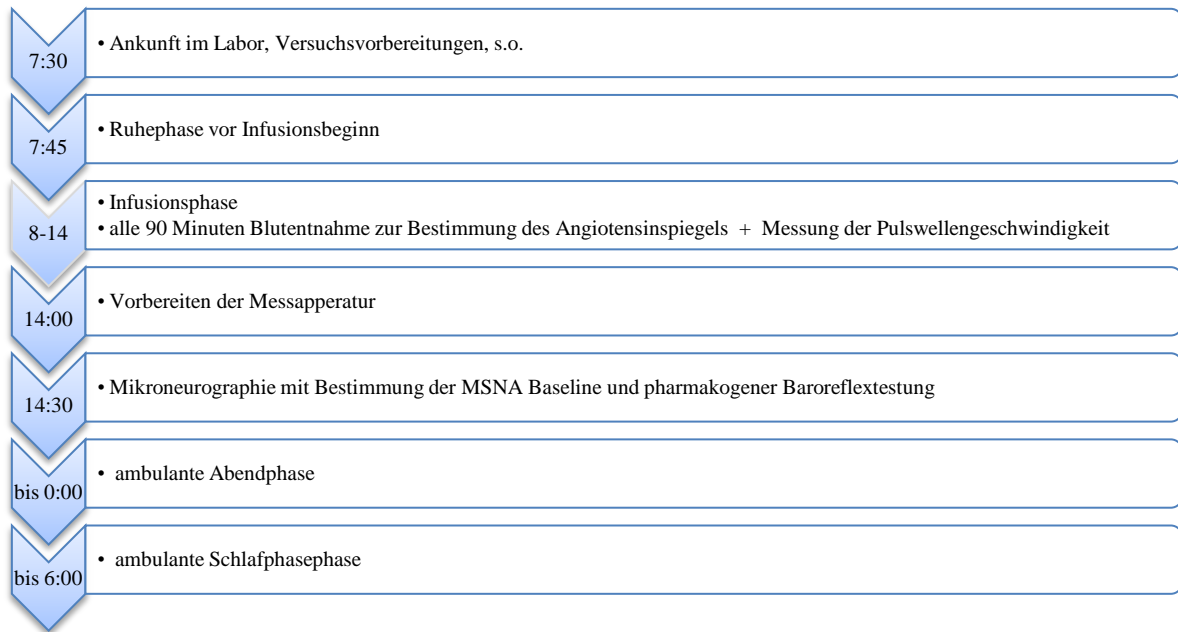 7:30
• Ankunft im Labor, Versuchsvorbereitungen, s.o.
7:45
• Ruhephase vor Infusionsbeginn
8-14
• Infusionsphase
• alle 90 Minuten Blutentnahme zur Bestimmung des Angiotensinspiegels + Messung der Pulswellengeschwindigkeit
14:00
• Vorbereiten der Messapperatur
14:30
• Mikroneurographie mit Bestimmung der MSNA Baseline und pharmakogener Baroreflextestung
bis 0:00
• ambulante Abendphase
bis 6:00
• ambulante Schlafphasephase